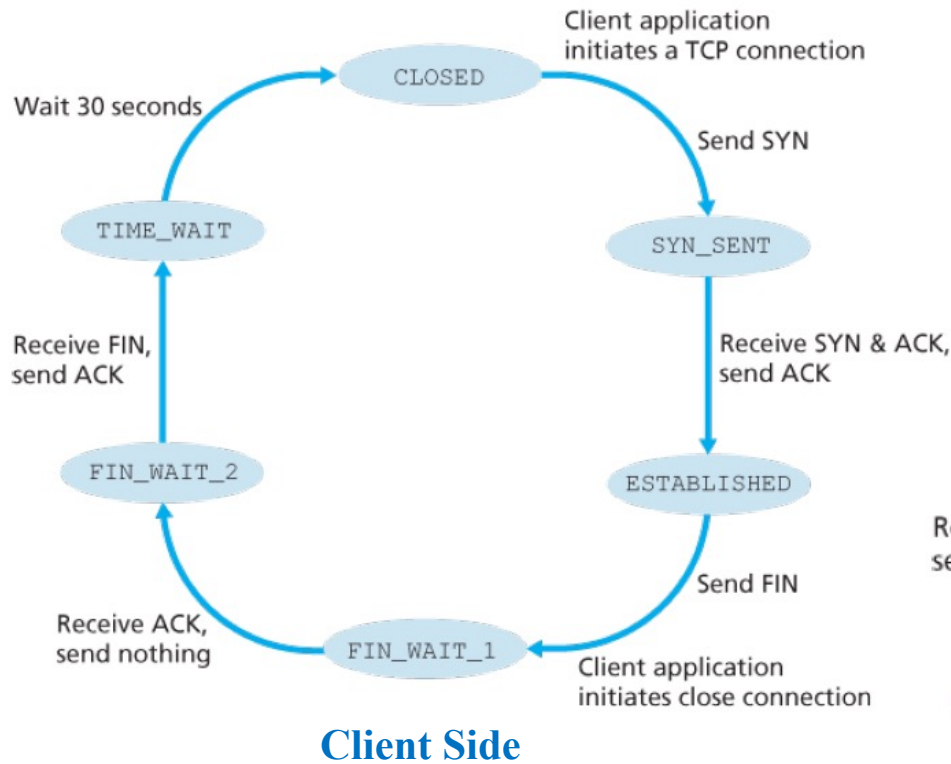 Client application
initiates a TCP connection
CLOSED
Wait 30 seconds
Send SYN
TIME_WAIT
SYN_SENT
Receive FIN,
send ACK
Receive SYN & ACK,
send ACK
FIN_WAIT_2
ESTABLISHED
Send FIN
Receive ACK,
send nothing
FIN_WAIT_1
Client application
initiates close connection
Client Side